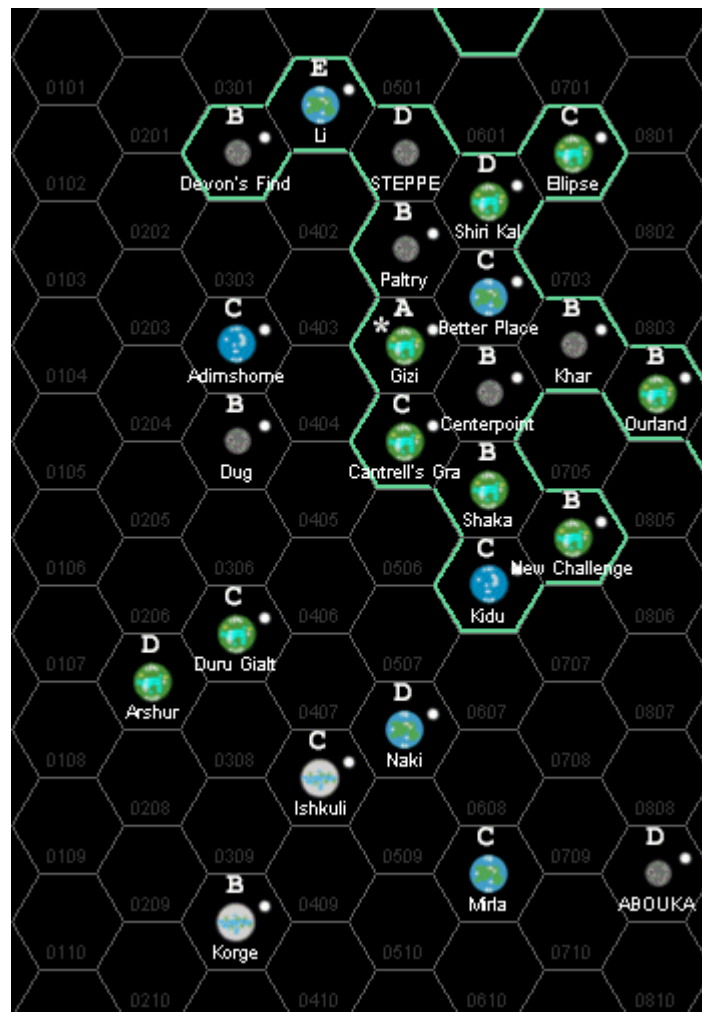 E
0101 0301 0501 0701
B D C
0201 Li 0601 0801
D
0102 Devon's Find STEPPE Ellipse
B
0202 0402 Shiri Kal 0802
C
0103 0303 Paltry 0703
C * A B
0203 0403 Better Place 0803
B B
0104 Adimshome Gizi Khar
B C
0204 0404 Centerpoint Ourland
B
0105 Dug Cantrell's Gra 0705
B
0205 0405 Shaka 0805
C
0106 0306 0506 New Challenge
C
0206 0406 Kidu 0806
D
0107 Duru Gialt 0507 0707
D
Arshur 0407 0607 0807
C
0108 0308 Naki 0708
0208 Ishkuli 0608 0808
C D
0109 0309 0509 0709
B
0209 0409 Mirla ABOUKA
0110 Korge 0510 0710
0210 0410 0610 0810